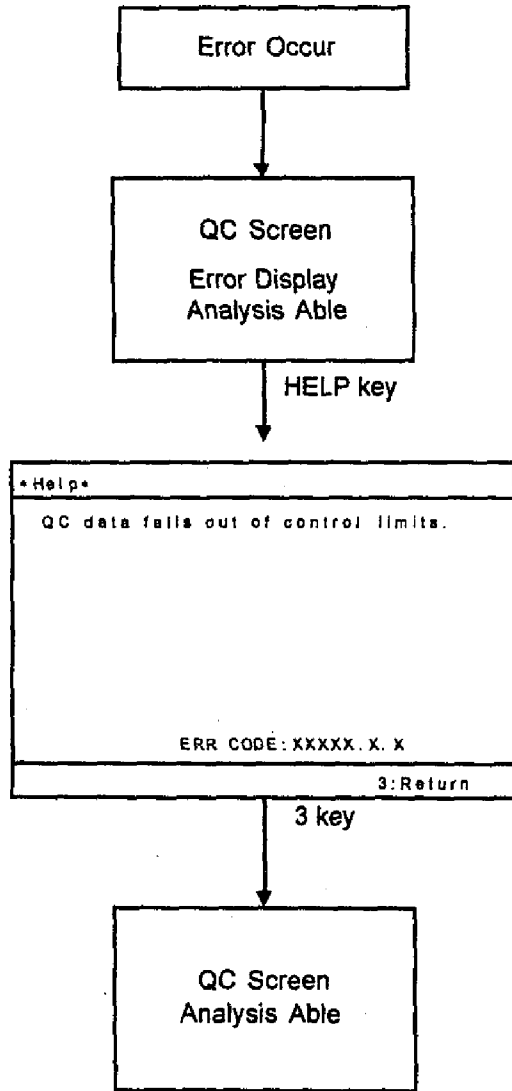 Error Occur
QC Screen
Error Display
Analysis Able
HELP key
*Help*
QC data falls out of control limits.
ERR CODE:XXXXX.X.X
3:Return
3 key
QC Screen
Analysis Able